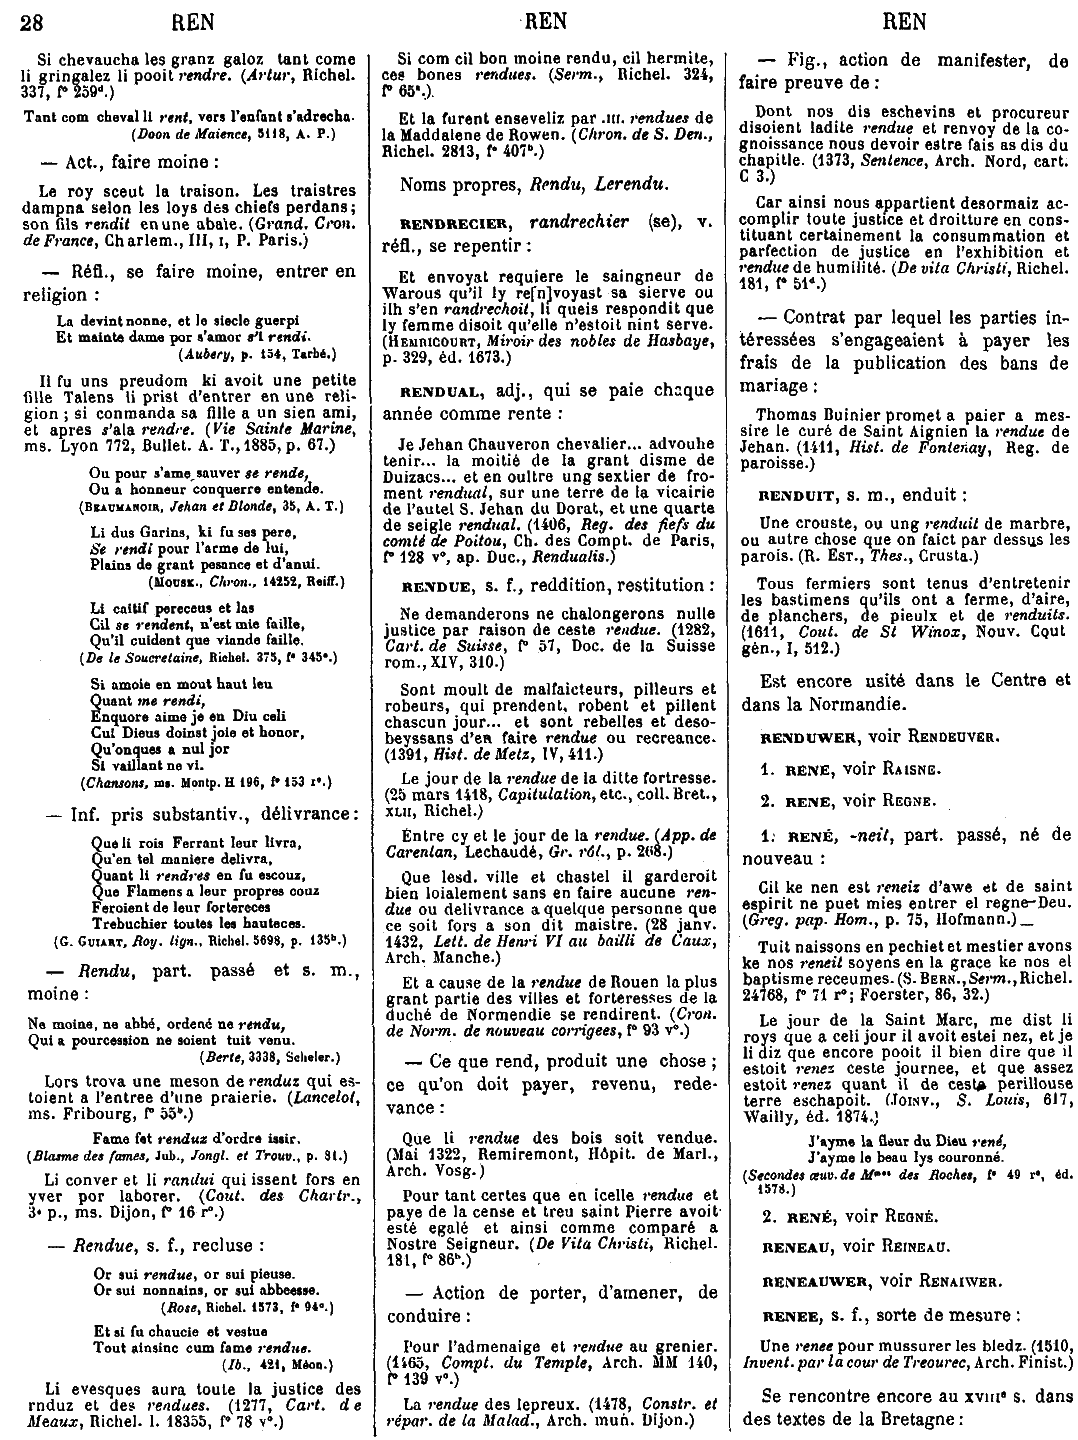 28 REN REN REN
Si chevaucha les granz galoz tant come
li gringalez li pooit rendre. (Artur, Richel.
337, f° 259ᵈ.)
Tant com cheval li rent, vers l'enfant s'adrecha.
(Doon de Maience, 5118, A. P.)
— Act., faire moine :
Le roy sceut la traison. Les traistres
dampna selon les loys des chiefs perdans;
son fils rendit en une abaïe. (Grand. Cron.
de France, Charlem., III, I, P. Paris.)
— Réfl., se faire moine, entrer en
religion :
La devint nonne, et le siecle guerpi
Et mainte dame por s'amor s'i rendi.
(Aubery, p. 154, Tarbé.)
Il fu uns preudom ki avoit une petite
fille Talens li prist d'entrer en une reli-
gion ; si conmanda sa fille a un sien ami,
et apres s'ala rendre. (Vie Sainte Marine,
ms. Lyon 772, Bullet. A. T., 1885, p. 67.)
Ou pour s'ame sauver se rende,
Ou a honneur conquerre entende.
(BEAUMANOIR, Jehan et Blonde, 35, A. T.)
Li dus Garins, ki fu ses pere,
Se rendi pour l'arme de lui,
Plains de grant pesance et d'anui.
(MOUSK., Chron., 14252, Reiff.)
Li caitif pereceus et las
Cil se rendent, n'est mie faille,
Qu'il cuident que viande faille.
(De le Soucretaine, Richel. 375, f° 345ᵃ.)
Si amoie en mout haut leu
Quant me rendi,
Enquore aime je en Diu celi
Cui Dieus doinst joie et honor,
Qu'onques a nul jor
Si vaillant ne vi.
(Chansons, ms. Montp. H 196, f° 153 r°.)
— Inf. pris substantiv., délivrance :
Que li rois Ferrant leur livra,
Qu'en tel maniere delivra,
Quant li rendres en fu escouz,
Que Flamens a leur propres couz
Feroient de leur fortereces
Trebuchier toutes les hauteces.
(G. GUIART, Roy. lign., Richel. 5698, p. 135ᵇ.)
— Rendu, part. passé et s. m.,
moine :
Ne moine, ne abbé, ordené ne rendu,
Qui a pourcession ne soient tuit venu.
(Berte, 3338, Scheler.)
Lors trova une meson de renduz qui es-
toient a l'entree d'une praierie. (Lancelot,
ms. Fribourg, f° 55ᵇ.)
Fame fet renduz d'ordre issir.
(Blasme des fames, Jub., Jongl. et Trouv., p. 81.)
Li conver et li randui qui issent fors en
yver por laborer. (Cout. des Chartr.,
3ᵉ p., ms. Dijon, f° 16 r°.)
— Rendue, s. f., recluse :
Or sui rendue, or sui pieuse.
Or sui nonnains, or sui abbeesse.
(Rose, Richel. 1573, f° 94ᵃ.)
Et si fu chaucie et vestue
Tout ainsinc cum fame rendue.
(Ib., 421, Méon.)
Li evesques aura toute la justice des
rnduz et des rendues. (1277, Cart. de
Meaux, Richel. l. 18355, f° 78 v°.)
Si com cil bon moine rendu, cil hermite,
ces bones rendues. (Serm., Richel. 324,
f° 65ᵃ.)
Et la furent enseveliz par .III. rendues de
la Maddalene de Rowen. (Chron. de S. Den.,
Richel. 2813, f° 407ᵇ.)
Noms propres, Rendu, Lerendu.
RENDRECIER, randrechier (se), v.
réfl., se repentir :
Et envoyat requiere le saingneur de
Warous qu'il ly re[n]voyast sa sierve ou
ilh s'en randrechoit, li queis respondit que
ly femme disoit qu'elle n'estoit nint serve.
(HEMRICOURT, Miroir des nobles de Hasbaye,
p. 329, éd. 1673.)
RENDUAL, adj., qui se paie chaque
année comme rente :
Je Jehan Chauveron chevalier... advouhe
tenir... la moitié de la grant disme de
Duizacs... et en oultre ung sextier de fro-
ment rendual, sur une terre de la vicairie
de l'autel S. Jehan du Dorat, et une quarte
de seigle rendual. (1406, Reg. des fiefs du
comté de Poitou, Ch. des Compt. de Paris,
f° 128 v°, ap. Duc., Rendualis.)
RENDUE, s. f., reddition, restitution :
Ne demanderons ne chalongerons nulle
justice par raison de ceste rendue. (1282,
Cart. de Suisse, f° 57, Doc. de la Suisse
rom., XIV, 310.)
Sont moult de malfaicteurs, pilleurs et
robeurs, qui prendent, robent et pillent
chascun jour... et sont rebelles et deso-
beyssans d'en faire rendue ou recreance.
(1391, Hist. de Metz, IV, 411.)
Le jour de la rendue de la ditte fortresse.
(25 mars 1418, Capitulation, etc., coll. Bret.,
XLII, Richel.)
Entre cy et le jour de la rendue. (App. de
Carentan, Lechaudé, Gr. rôl., p. 268.)
Que lesd. ville et chastel il garderoit
bien loialement sans en faire aucune ren-
due ou delivrance a quelque personne que
ce soit fors a son dit maistre. (28 janv.
1432, Lett. de Henri VI au bailli de Caux,
Arch. Manche.)
Et a cause de la rendue de Rouen la plus
grant partie des villes et forteresses de la
duché de Normendie se rendirent. (Cron.
de Norm. de nouveau corrigees, f° 93 v°.)
— Ce que rend, produit une chose ;
ce qu'on doit payer, revenu, rede-
vance :
Que li rendue des bois soit vendue.
(Mai 1322, Remiremont, Hôpit. de Marl.,
Arch. Vosg.)
Pour tant certes que en icelle rendue et
paye de la cense et treu saint Pierre avoit
esté egalé et ainsi comme comparé a
Nostre Seigneur. (De Vita Christi, Richel.
181, f° 86ᵇ.)
— Action de porter, d'amener, de
conduire :
Pour l'admenaige et rendue au grenier.
(1465, Compt. du Temple, Arch. MM 140,
f° 139 v°.)
La rendue des lepreux. (1478, Constr. et
répar. de la Malad., Arch. mun. Dijon.)
— Fig., action de manifester, de
faire preuve de :
Dont nos dis eschevins et procureur
disoient ladite rendue et renvoy de la co-
gnoissance nous devoir estre fais as dis du
chapitle. (1373, Sentence, Arch. Nord, cart.
C 3.)
Car ainsi nous appartient desormaiz ac-
complir toute justice et droitture en cons-
tituant certainement la consummation et
parfection de justice en l'exhibition et
rendue de humilité. (De vita Christi, Richel.
181, f° 51ᵈ.)
— Contrat par lequel les parties in-
téressées s'engageaient à payer les
frais de la publication des bans de
mariage :
Thomas Buinier promet a paier a mes-
sire le curé de Saint Aignien la rendue de
Jehan. (1411, Hist. de Fontenay, Reg. de
paroisse.)
RENDUIT, s. m., enduit :
Une crouste, ou ung renduit de marbre,
ou autre chose que on faict par dessus les
parois. (R. EST., Thes., Crusta.)
Tous fermiers sont tenus d'entretenir
les bastimens qu'ils ont a ferme, d'aire,
de planchers, de pieulx et de renduits.
(1611, Cout. de St Winox, Nouv. Cout
gén., I, 512.)
Est encore usité dans le Centre et
dans la Normandie.
RENDUWER, voir RENDEUVER.
1. RENE, voir RAISNE.
2. RENE, voir REGNE.
1. RENÉ, -neit, part. passé, né de
nouveau :
Cil ke nen est reneiz d'awe et de saint
espirit ne puet mies entrer el regne Deu.
(Greg. pap. Hom., p. 75, Hofmann.)
Tuit naissons en pechiet et mestier avons
ke nos reneit soyens en la grace ke nos el
baptisme receumes. (S. BERN., Serm., Richel.
24768, f° 71 r°; Foerster, 86, 32.)
Le jour de la Saint Marc, me dist li
roys que a celi jour il avoit estei nez, et je
li diz que encore pooit il bien dire que il
estoit renez ceste journee, et que assez
estoit renez quant il de ceste perillouse
terre eschapoit. (JOINV., S. Louis, 617,
Wailly, éd. 1874.)
J'ayme la fleur du Dieu rené,
J'ayme le beau lys couronné.
(Secondes œuv. de Mᵐᵉˢ des Roches, f° 49 r°, éd.
1578.)
2. RENÉ, voir REGNÉ.
RENEAU, voir REINEAU.
RENEAUWER, voir RENAIWER.
RENEE, s. f., sorte de mesure :
Une renee pour mussurer les bledz. (1510,
Invent. par la cour de Treourec, Arch. Finist.)
Se rencontre encore au XVIIIᵉ s. dans
des textes de la Bretagne :